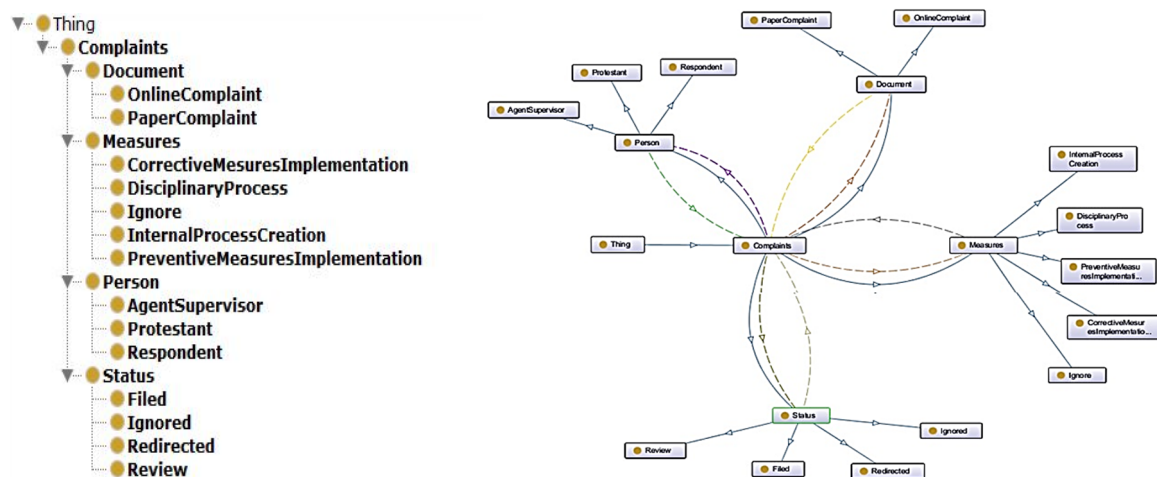 Thing
Complaints
Document
OnlineComplaint
PaperComplaint
Measures
CorrectiveMesuresImplementation
DisciplinaryProcess
Ignore
InternalProcessCreation
PreventiveMeasuresImplementation
Person
AgentSupervisor
Protestant
Respondent
Status
Filed
Ignored
Redirected
Review
PaperComplaint
OnlineComplaint
Protestant
Respondent
Document
AgentSupervisor
Person
InternalProcess
Creation
DisciplinaryPro
cess
Thing
Complaints
Measures
PreventiveMeasu
resImplementati...
CorrectiveMesur
esImplementatio...
Ignore
Status
Ignored
Review
Filed
Redirected